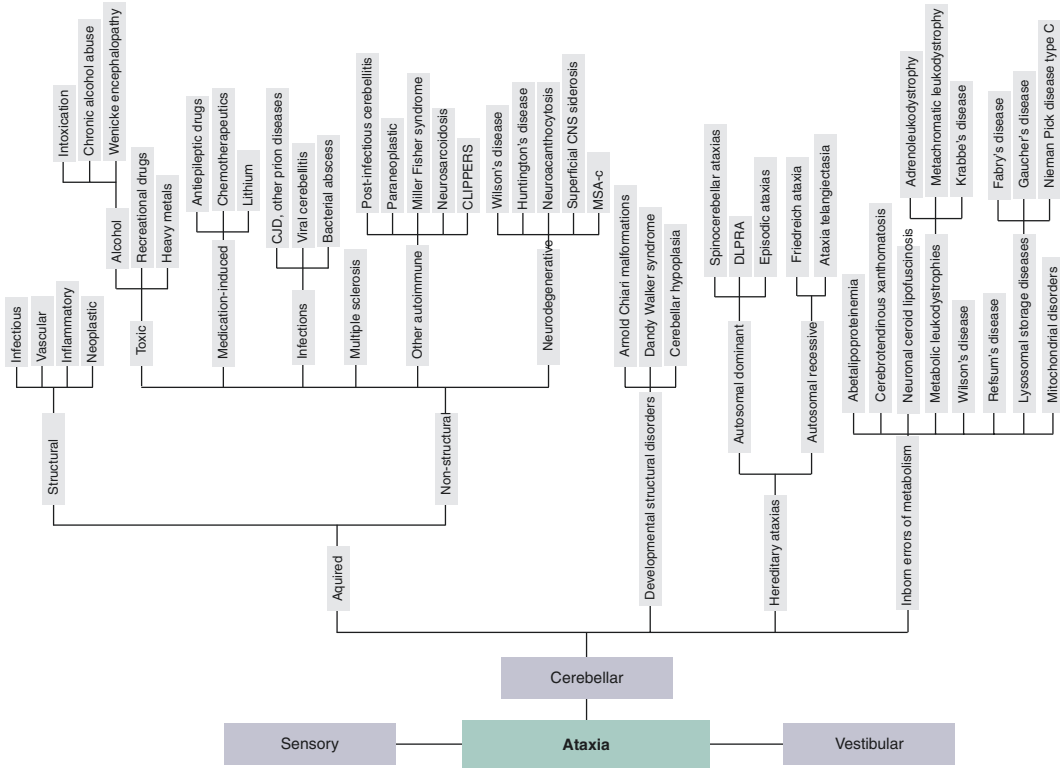 Intoxication
Chronic alcohol abuse
Wenicke encephalopathy
Alcohol
Recreational drugs
Heavy metals
Antiepileptic drugs
Chemotherapeutics
Lithium
CJD, other prion diseases
Viral cerebellitis
Bacterial abscess
Post-infectious cerebellitis
Paraneoplastic
Miller Fisher syndrome
Neurosarcoidosis
CLIPPERS
Wilson's disease
Huntington's disease
Neuroacanthocytosis
Superficial CNS siderosis
MSA-c
Infectious
Vascular
Inflammatory
Neoplastic
Toxic
Medication-induced
Infections
Multiple sclerosis
Other autoimmune
Neurodegenerative
Arnold Chiari malformations
Dandy Walker syndrome
Cerebellar hypoplasia
Spinocerebellar ataxias
DLPRA
Episodic ataxias
Friedreich ataxia
Ataxia telangiectasia
Adrenoleukodystrophy
Metachromatic leukodystrophy
Krabbe's disease
Fabry's disease
Gaucher's disease
Nieman Pick disease type C
Abetalipoproteinemia
Cerebrotendinous xanthomatosis
Neuronal ceroid lipofuscinosis
Metabolic leukodystrophies
Wilson's disease
Refsum's disease
Lysosomal storage diseases
Mitochondrial disorders
Structural
Non-structural
Developmental structural disorders
Autosomal dominant
Autosomal recessive
Aquired
Hereditary ataxias
Inborn errors of metabolism
Cerebellar
Sensory
Ataxia
Vestibular